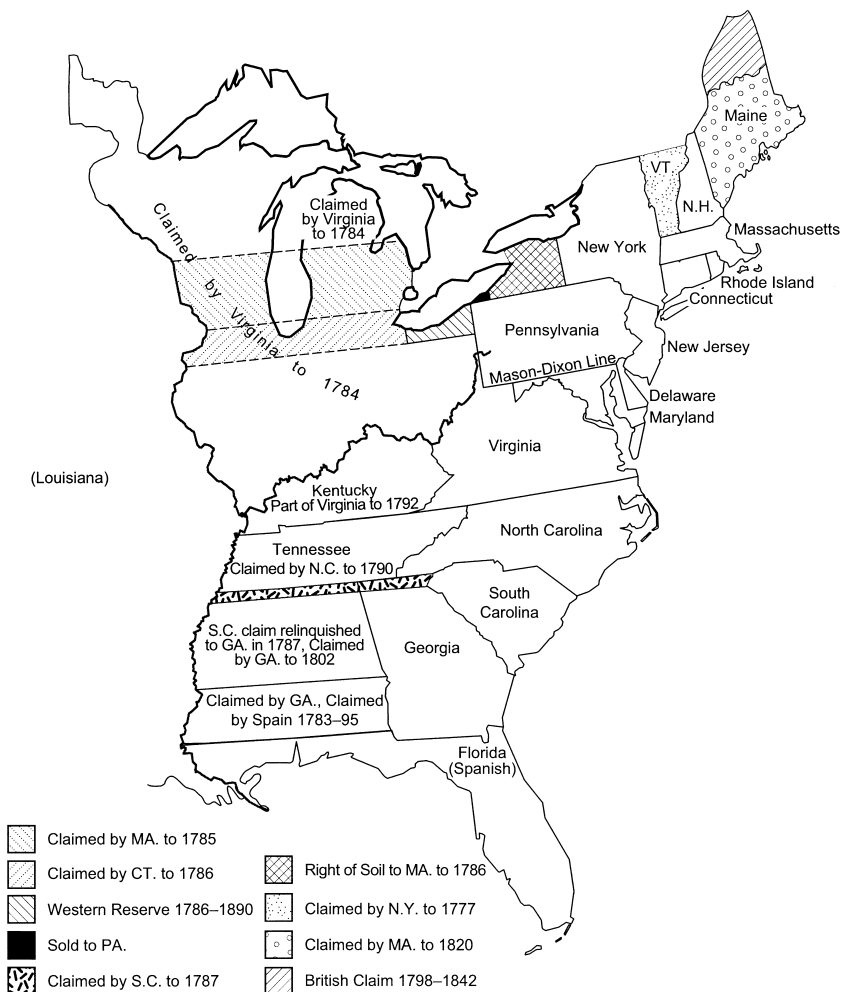 Maine
VT.
N.H.
Claimed
by Virginia
to 1784
Claimed by Virginia to 1784
New York
Massachusetts
Rhode Island
Connecticut
Pennsylvania
New Jersey
Mason-Dixon Line
Delaware
Maryland
Virginia
(Louisiana)
Kentucky
Part of Virginia to 1792
North Carolina
Tennessee
Claimed by N.C. to 1790
South
Carolina
S.C. claim relinquished
to GA. in 1787, Claimed
by GA. to 1802
Georgia
Claimed by GA., Claimed
by Spain 1783–95
Florida
(Spanish)
Claimed by MA. to 1785
Claimed by CT. to 1786
Western Reserve 1786–1890
Sold to PA.
Claimed by S.C. to 1787
Right of Soil to MA. to 1786
Claimed by N.Y. to 1777
Claimed by MA. to 1820
British Claim 1798–1842